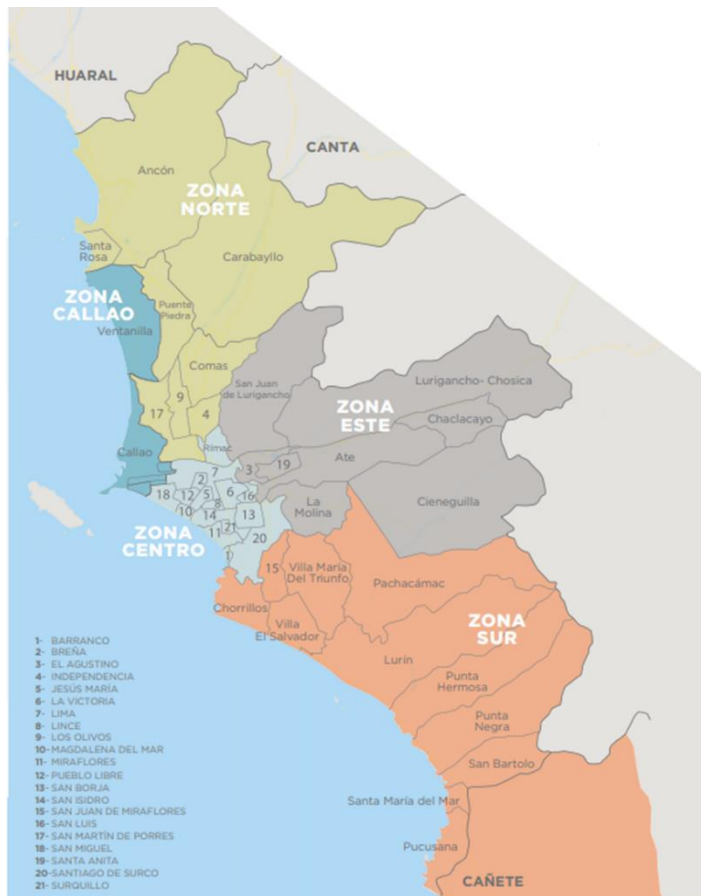 HUARAL
CANTA
Ancón
ZONA
NORTE
Santa
Rosa
Carabayllo
ZONA
CALLAO
Ventanilla
Puente
Piedra
Comas
San Juan
de Lurigancho
Lurigancho- Chosica
9
17
4
ZONA
ESTE
Chaclacayo
Rimac
Callao
Ate
7
3
19
2
18
12
5
6
16
La
Molina
Cieneguilla
8
10
14
13
ZONA
CENTRO
11
21
20
1
15
Villa María
Del Triunfo
Pachacámac
Chorrillos
Villa
El Salvador
ZONA
SUR
Lurín
Punta
Hermosa
Punta
Negra
San Bartolo
Santa María del Mar
Pucusana
CAÑETE
1- BARRANCO
2- BREÑA
3- EL AGUSTINO
4- INDEPENDENCIA
5- JESÚS MARÍA
6- LA VICTORIA
7- LIMA
8- LINCE
9- LOS OLIVOS
10- MAGDALENA DEL MAR
11- MIRAFLORES
12- PUEBLO LIBRE
13- SAN BORJA
14- SAN ISIDRO
15- SAN JUAN DE MIRAFLORES
16- SAN LUIS
17- SAN MARTÍN DE PORRES
18- SAN MIGUEL
19- SANTA ANITA
20- SANTIAGO DE SURCO
21- SURQUILLO